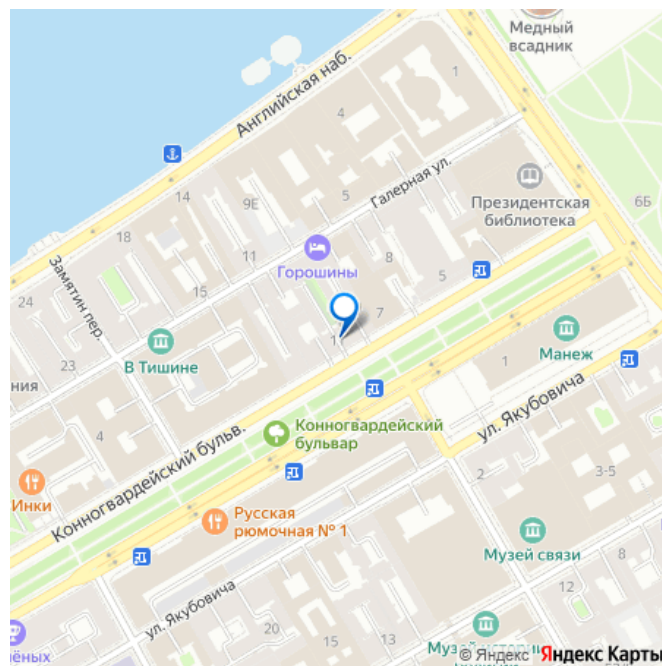 Медный
всадник
Английская наб.
1
4
Галерная ул.
Президентская
библиотека
6Б
14
9Е
5
18
11
8
Горошины
5
Замятин пер.
15
24
7
Манеж
В Тишине
1
23
ния
4
Конногвардейский
бульвар
ул. Якубовича
Конногвардейский бульв.
2
3-5
Инки
Русская
рюмочная № 1
Музей связи
8
12
ул. Якубовича
20
15
13
ёных
© Яндекс Яндекс Карты